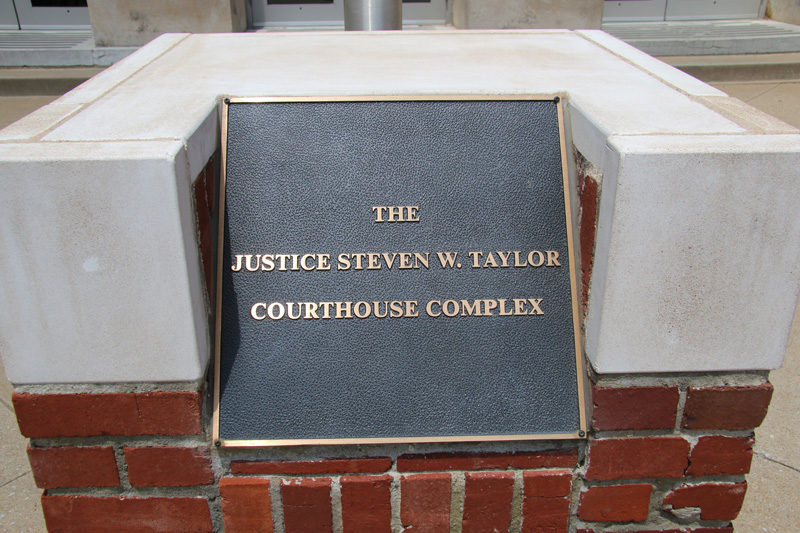 THE
JUSTICE STEVEN W. TAYLOR
COURTHOUSE COMPLEX